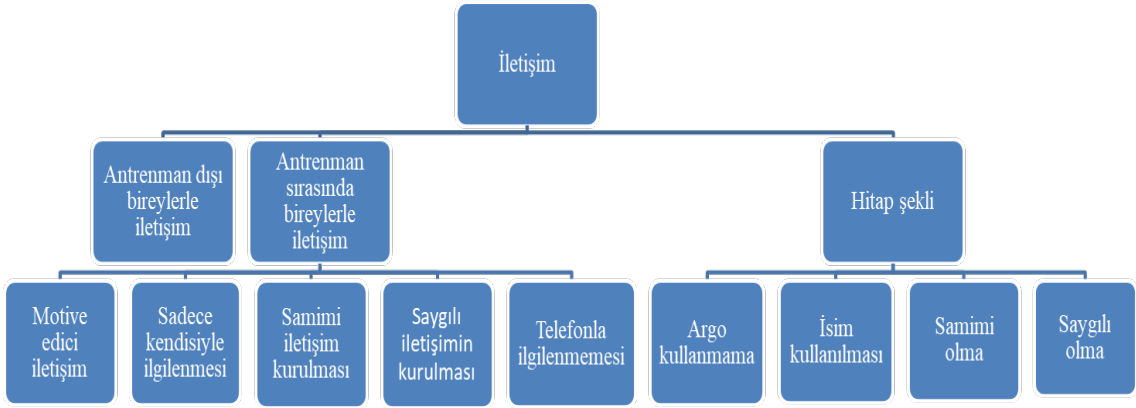 İletişim
Antrenman dışı
bireylerle
iletişim
Antrenman
sırasında
bireylerle
iletişim
Hitap şekli
Motive
edici
iletişim
Sadece
kendisiyle
ilgilenmesi
Samimi
iletişim
kurulması
Saygılı
iletişimin
kurulması
Telefonla
ilgilenmemesi
Argo
kullanmama
İsim
kullanılması
Samimi
olma
Saygılı
olma